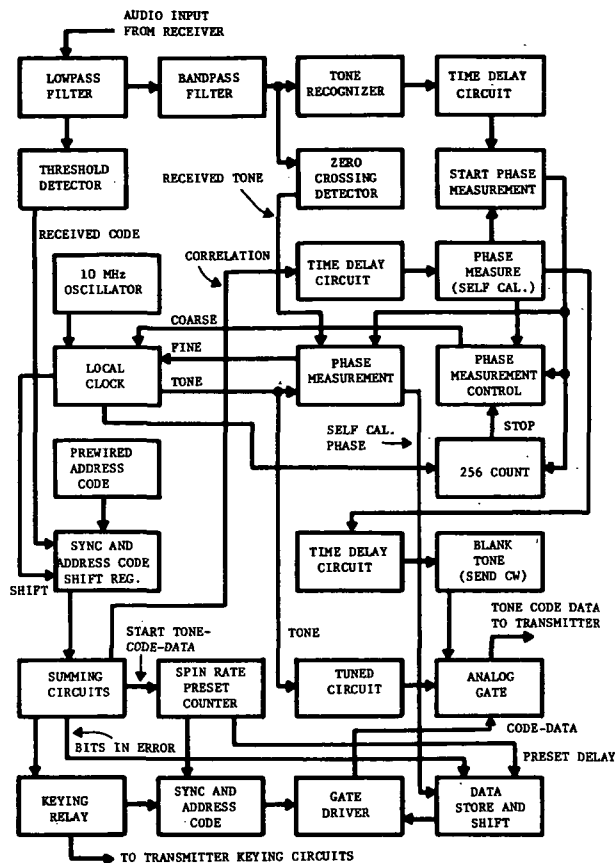 AUDIO INPUT
FROM RECEIVER
LOWPASS
FILTER
BANDPASS
FILTER
TONE
RECOGNIZER
TIME DELAY
CIRCUIT
THRESHOLD
DETECTOR
RECEIVED TONE
ZERO
CROSSING
DETECTOR
START PHASE
MEASUREMENT
RECEIVED CODE
CORRELATION
10 MHz
OSCILLATOR
TIME DELAY
CIRCUIT
PHASE
MEASURE
(SELF CAL.)
COARSE
FINE
LOCAL
CLOCK
TONE
PHASE
MEASUREMENT
PHASE
MEASUREMENT
CONTROL
SELF CAL.
PHASE
STOP
PREWIRED
ADDRESS
CODE
256 COUNT
SYNC AND
ADDRESS CODE
SHIFT REG.
SHIFT
TIME DELAY
CIRCUIT
BLANK
TONE
(SEND CW)
START TONE-
CODE-DATA
TONE
TONE CODE DATA
TO TRANSMITTER
SUMMING
CIRCUITS
SPIN RATE
PRESET
COUNTER
TUNED
CIRCUIT
ANALOG
GATE
BITS IN ERROR
CODE-DATA
PRESET DELAY
KEYING
RELAY
SYNC AND
ADDRESS
CODE
GATE
DRIVER
DATA
STORE AND
SHIFT
TO TRANSMITTER KEYING CIRCUITS